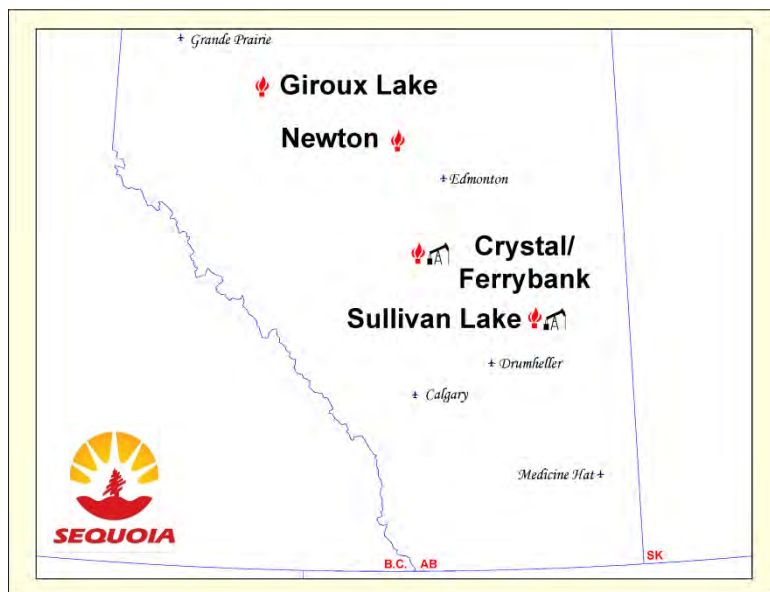 Grande Prairie
Giroux Lake
Newton
Edmonton
Crystal/
Ferrybank
Sullivan Lake
Drumheller
Calgary
Medicine Hat
SEQUOIA
B.C. AB
SK